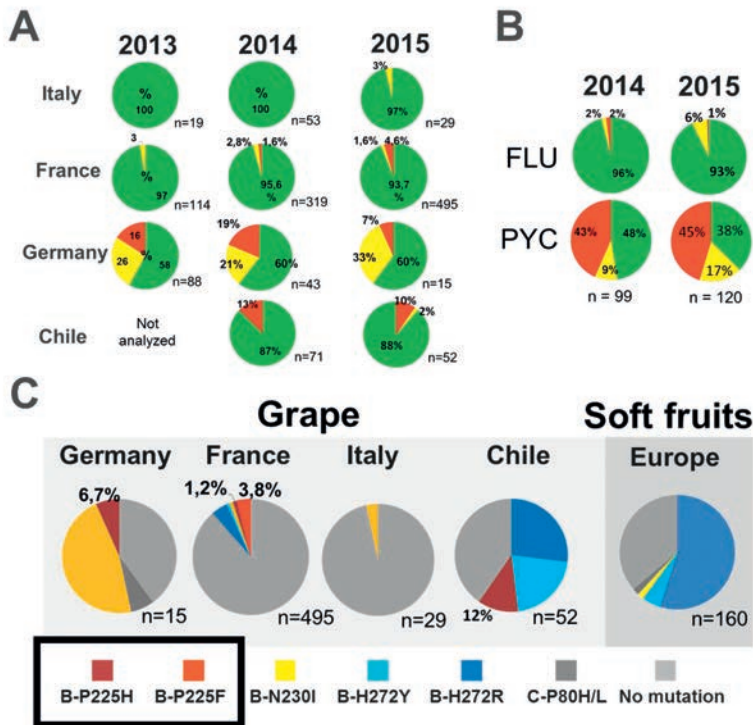 A
2013 2014 2015
Italy
% 100 n=19
% 100 n=53
3% 97% n=29
France
3 % 97 n=114
2,8% 1,6% 95,6 % n=319
1,6% 4,6% 93,7 % n=495
Germany
16 26 % 58 n=88
19% 21% 60% n=43
7% 33% 60% n=15
Chile
Not
analyzed
13% 87% n=71
10% 2% 88% n=52
B
2014 2015
FLU
2% 2% 96%
6% 1% 93%
PYC
43% 48% 9%
45% 38% 17%
n = 99 n = 120
C
Grape Soft fruits
Germany France Italy Chile Europe
6,7% 1,2% 3,8%
12%
n=15 n=495 n=29 n=52 n=160
B-P225H B-P225F B-N230I B-H272Y B-H272R C-P80H/L No mutation